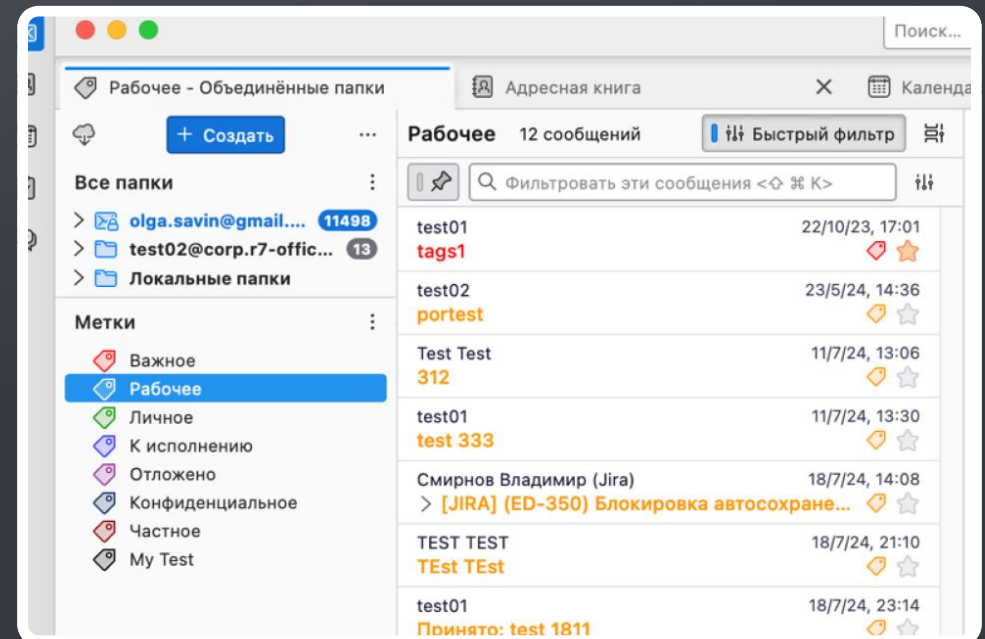 Поиск...
Рабочее - Объединённые папки
Адресная книга
Календа
+ Создать
Рабочее 12 сообщений
Быстрый фильтр
Все папки
Фильтровать эти сообщения <⇧ ⌘ K>
olga.savin@gmail.... 11498
test02@corp.r7-offic... 13
Локальные папки
Метки
Важное
Рабочее
Личное
К исполнению
Отложено
Конфиденциальное
Частное
My Test
test01 22/10/23, 17:01
tags1
test02 23/5/24, 14:36
portest
Test Test 11/7/24, 13:06
312
test01 11/7/24, 13:30
test 333
Смирнов Владимир (Jira) 18/7/24, 14:08
> [JIRA] (ED-350) Блокировка автосохране...
TEST TEST 18/7/24, 21:10
TEst TEst
test01 18/7/24, 23:14
Принято: test 1811